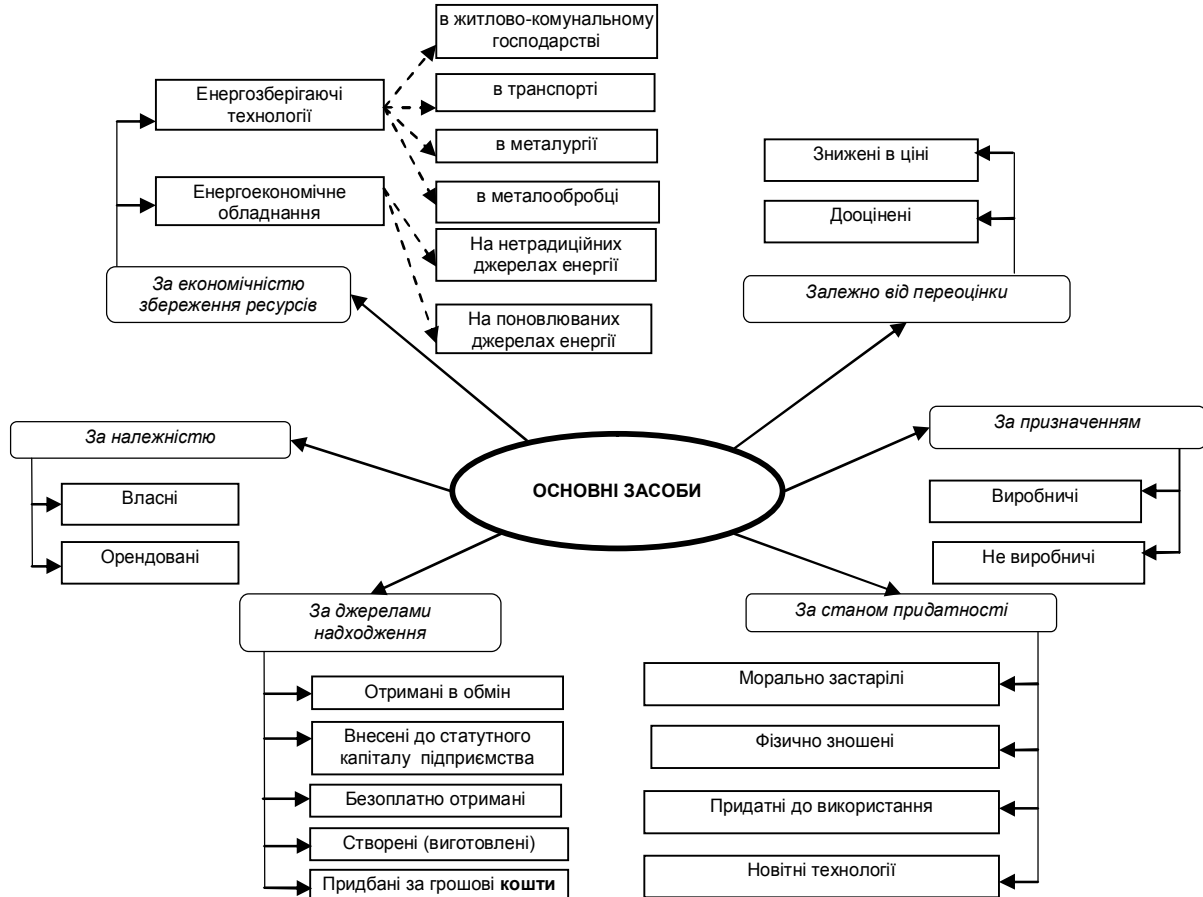 в житлово-комунальному
господарстві
Енергозберігаючі
технології
в транспорті
в металургії
Енергоекономічне
обладнання
в металообробці
На нетрадиційних
джерелах енергії
На поновлюваних
джерелах енергії
За економічністю
збереження ресурсів
Знижені в ціні
Дооцінені
Залежно від переоцінки
За належністю
Власні
Орендовані
ОСНОВНІ ЗАСОБИ
За призначенням
Виробничі
Не виробничі
За джерелами
надходження
Отримані в обмін
Внесені до статутного
капіталу підприємства
Безоплатно отримані
Створені (виготовлені)
Придбані за грошові кошти
За станом придатності
Морально застарілі
Фізично зношені
Придатні до використання
Новітні технології